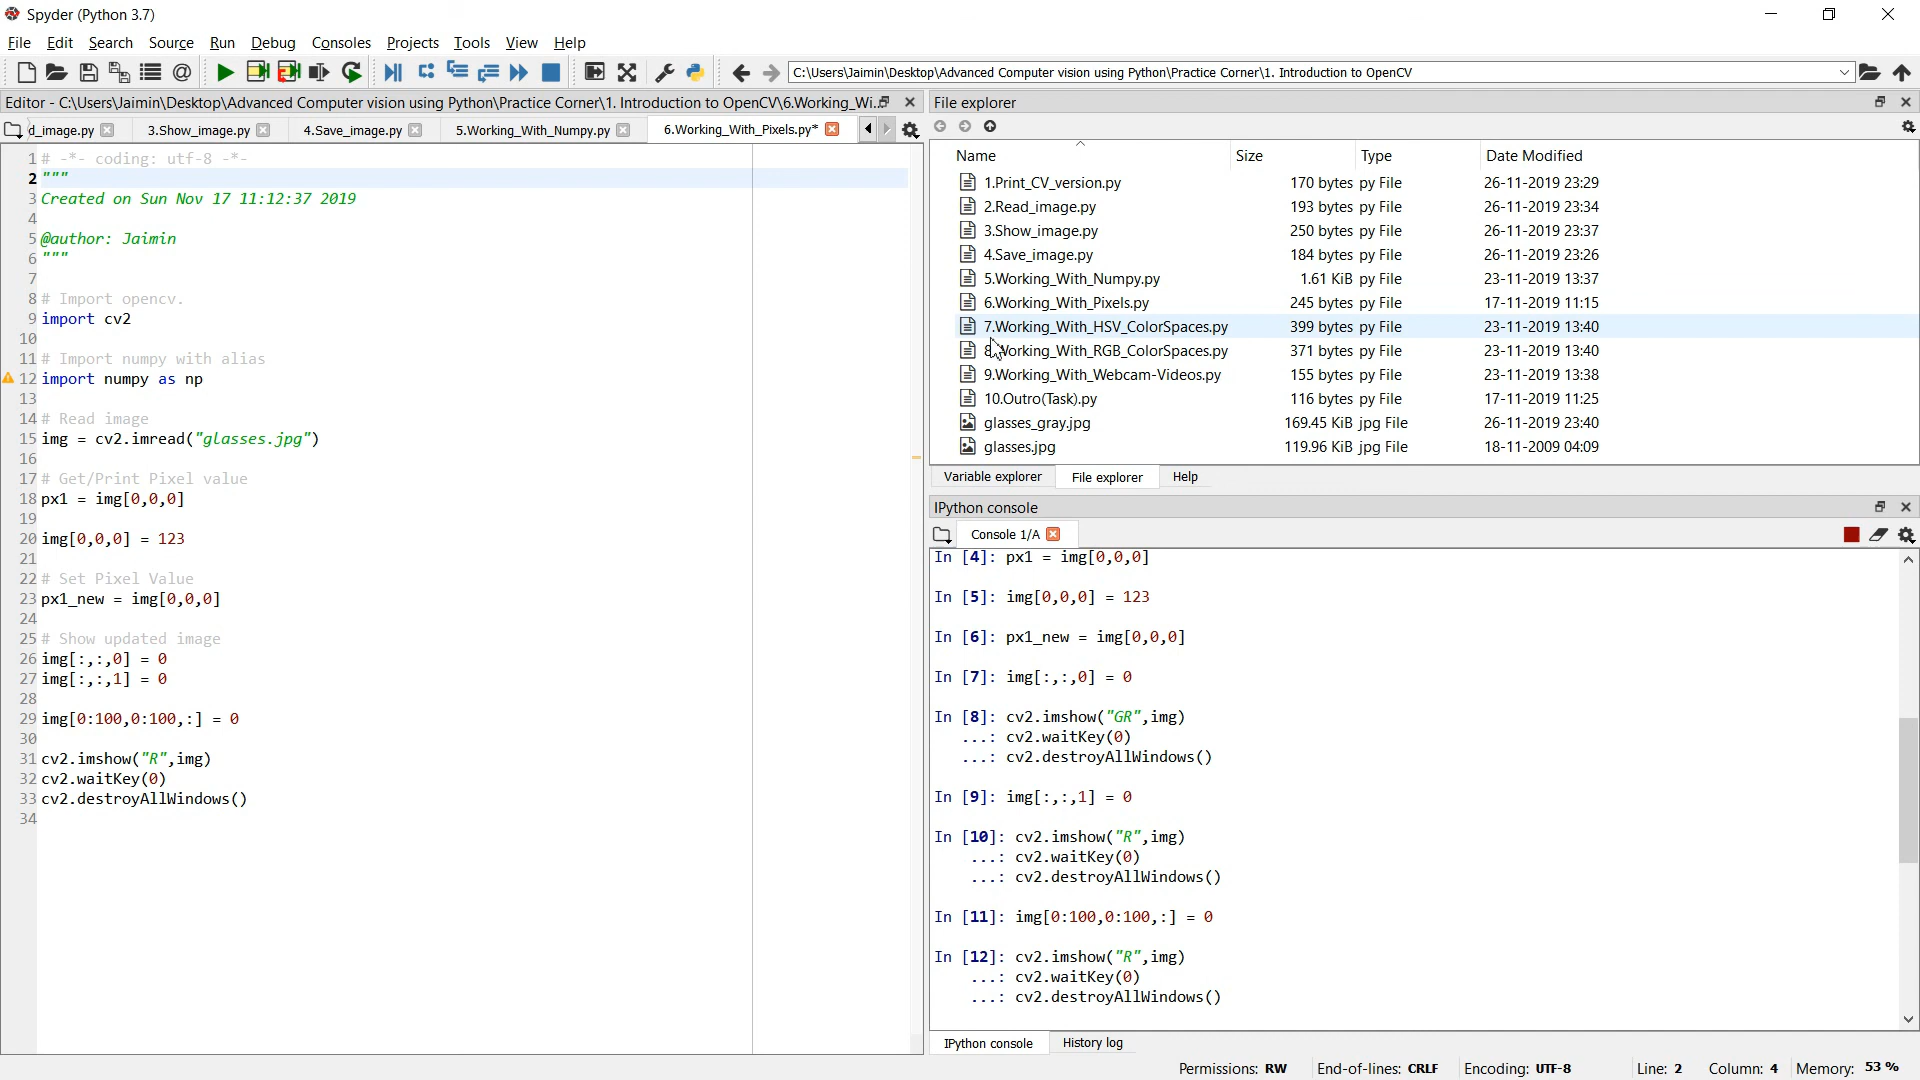 Spyder (Python 3.7)
File Edit Search Source Run Debug Consoles Projects Tools View Help
C:\Users\Jaimin\Desktop\Advanced Computer vision using Python\Practice Corner\1. Introduction to OpenCV
Editor - C:\Users\Jaimin\Desktop\Advanced Computer vision using Python\Practice Corner\1. Introduction to OpenCV\6.Working_Wi...
d_image.py 3.Show_image.py 4.Save_image.py 5.Working_With_Numpy.py 6.Working_With_Pixels.py*
1 # -*- coding: utf-8 -*-
2 """
3 Created on Sun Nov 17 11:12:37 2019
4
5 @author: Jaimin
6 """
7
8 # Import opencv.
9 import cv2
10
11 # Import numpy with alias
12 import numpy as np
13
14 # Read image
15 img = cv2.imread("glasses.jpg")
16
17 # Get/Print Pixel value
18 px1 = img[0,0,0]
19
20 img[0,0,0] = 123
21
22 # Set Pixel Value
23 px1_new = img[0,0,0]
24
25 # Show updated image
26 img[:,:,0] = 0
27 img[:,:,1] = 0
28
29 img[0:100,0:100,:] = 0
30
31 cv2.imshow("R",img)
32 cv2.waitKey(0)
33 cv2.destroyAllWindows()
34
File explorer
Name Size Type Date Modified
1.Print_CV_version.py 170 bytes py File 26-11-2019 23:29
2.Read_image.py 193 bytes py File 26-11-2019 23:34
3.Show_image.py 250 bytes py File 26-11-2019 23:37
4.Save_image.py 184 bytes py File 26-11-2019 23:26
5.Working_With_Numpy.py 1.61 KiB py File 23-11-2019 13:37
6.Working_With_Pixels.py 245 bytes py File 17-11-2019 11:15
7.Working_With_HSV_ColorSpaces.py 399 bytes py File 23-11-2019 13:40
8.Working_With_RGB_ColorSpaces.py 371 bytes py File 23-11-2019 13:40
9.Working_With_Webcam-Videos.py 155 bytes py File 23-11-2019 13:38
10.Outro(Task).py 116 bytes py File 17-11-2019 11:25
glasses_gray.jpg 169.45 KiB jpg File 26-11-2019 23:40
glasses.jpg 119.96 KiB jpg File 18-11-2009 04:09
Variable explorer File explorer Help
IPython console
Console 1/A
In [4]: px1 = img[0,0,0]
In [5]: img[0,0,0] = 123
In [6]: px1_new = img[0,0,0]
In [7]: img[:,:,0] = 0
In [8]: cv2.imshow("GR",img)
...: cv2.waitKey(0)
...: cv2.destroyAllWindows()
In [9]: img[:,:,1] = 0
In [10]: cv2.imshow("R",img)
...: cv2.waitKey(0)
...: cv2.destroyAllWindows()
In [11]: img[0:100,0:100,:] = 0
In [12]: cv2.imshow("R",img)
...: cv2.waitKey(0)
...: cv2.destroyAllWindows()
IPython console History log
Permissions: RW End-of-lines: CRLF Encoding: UTF-8 Line: 2 Column: 4 Memory: 53 %